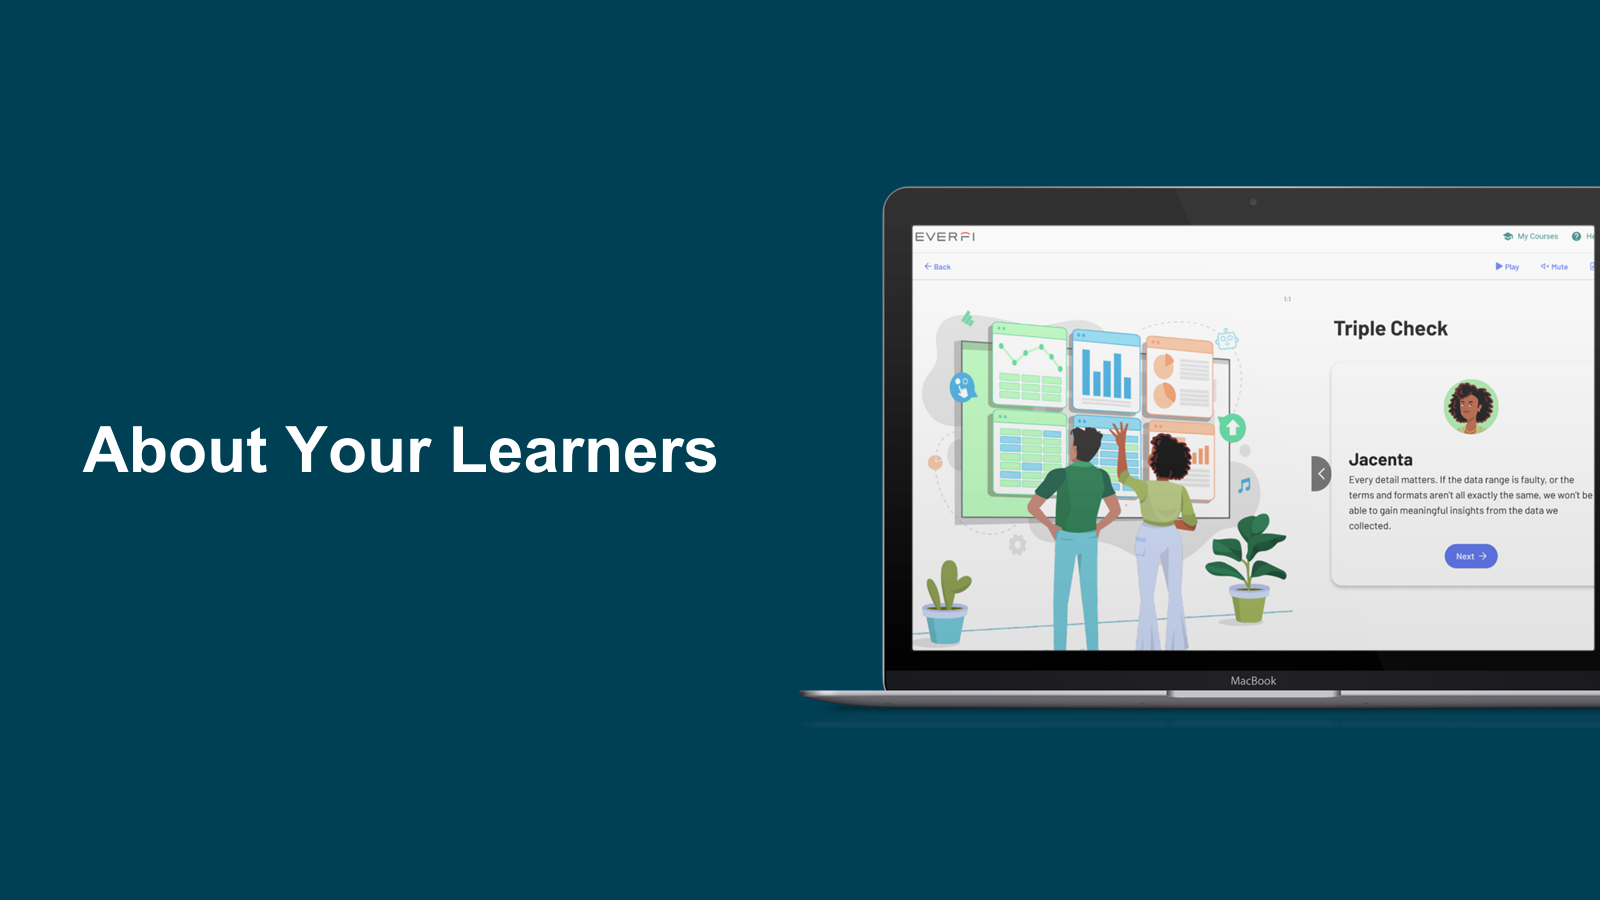 About Your Learners
EVERFI
My Courses
Back
Play
Mute
1:1
Triple Check
Jacenta
Every detail matters. If the data range is faulty, or the
terms and formats aren't all exactly the same, we won't be
able to gain meaningful insights from the data we
collected.
Next
MacBook